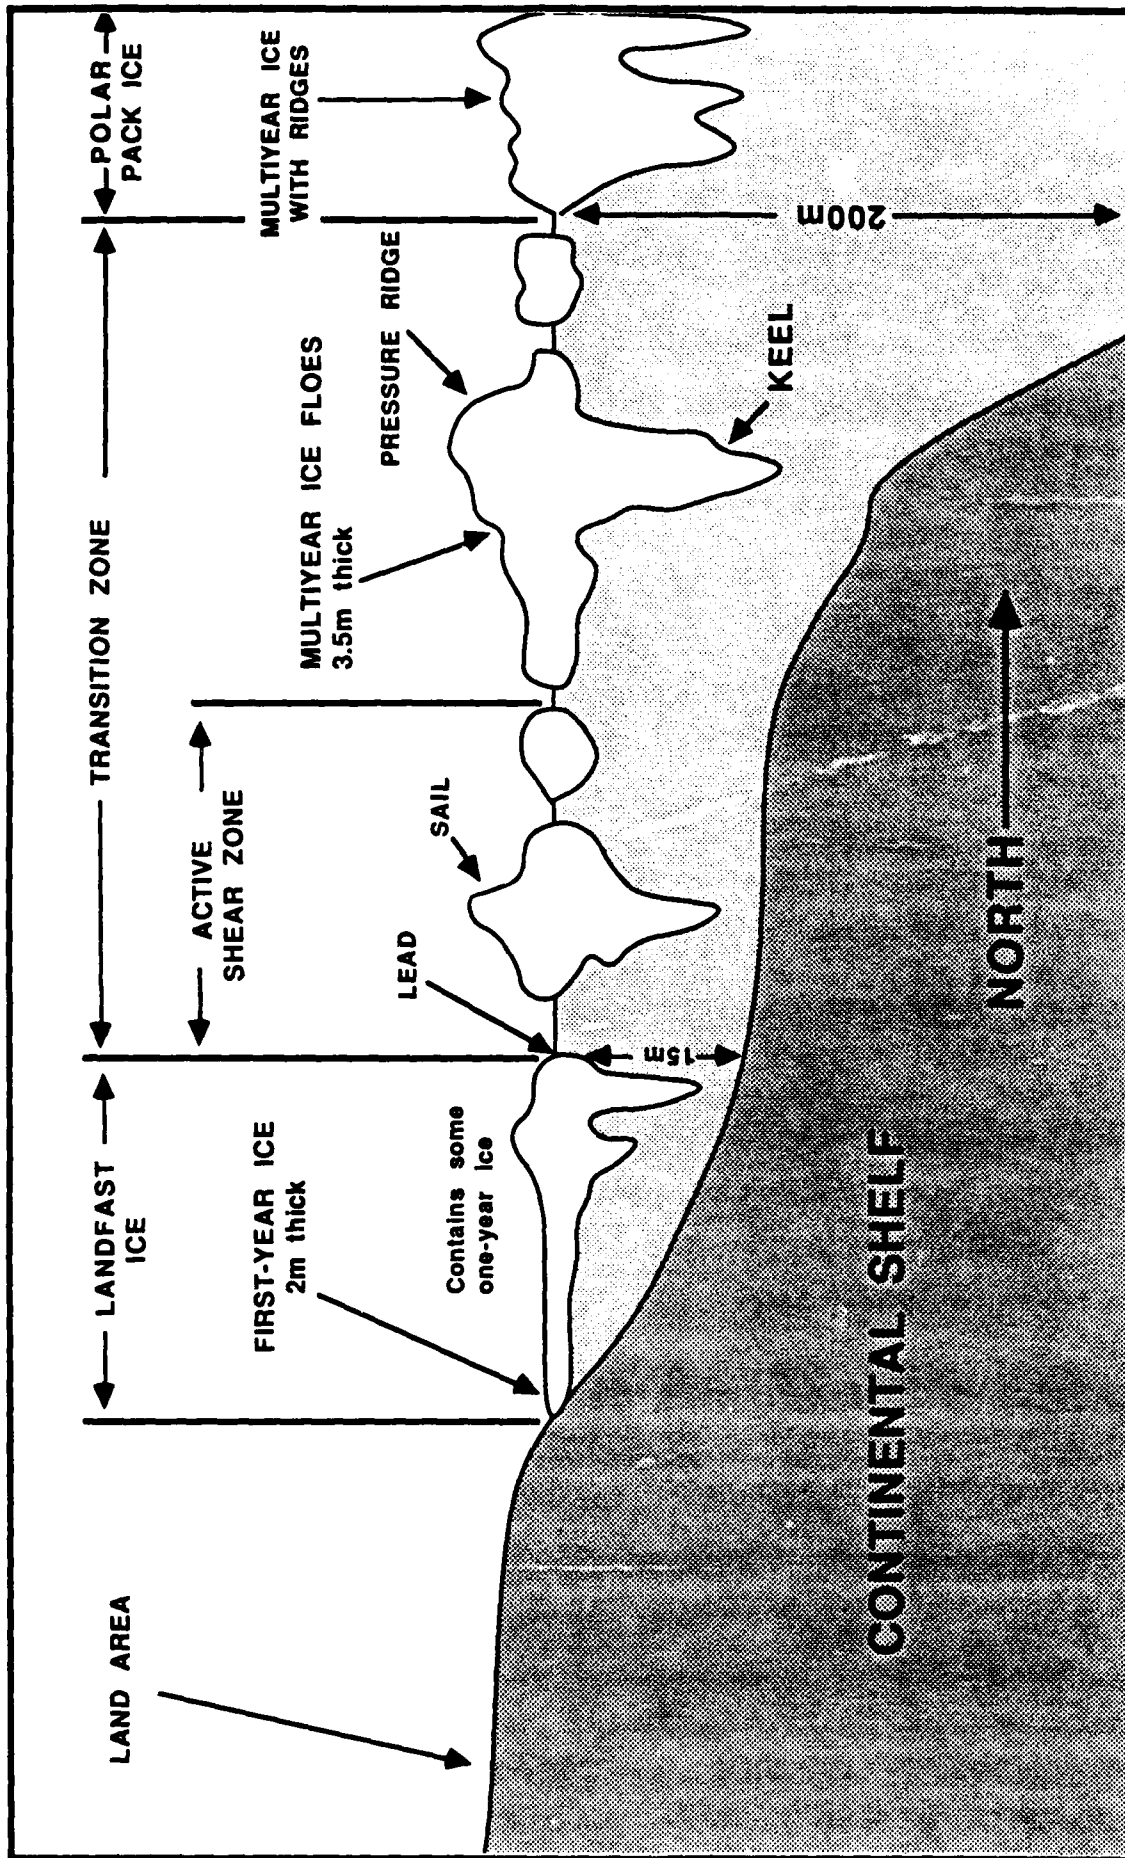 LAND AREA
LANDFAST
ICE
TRANSITION ZONE
POLAR
PACK ICE
ACTIVE
SHEAR ZONE
FIRST-YEAR ICE
2m thick
MULTIYEAR ICE FLOES
3.5m thick
MULTIYEAR ICE
WITH RIDGES
PRESSURE RIDGE
SAIL
LEAD
Contains some
one-year ice
15m
KEEL
200m
CONTINENTAL SHELF
NORTH